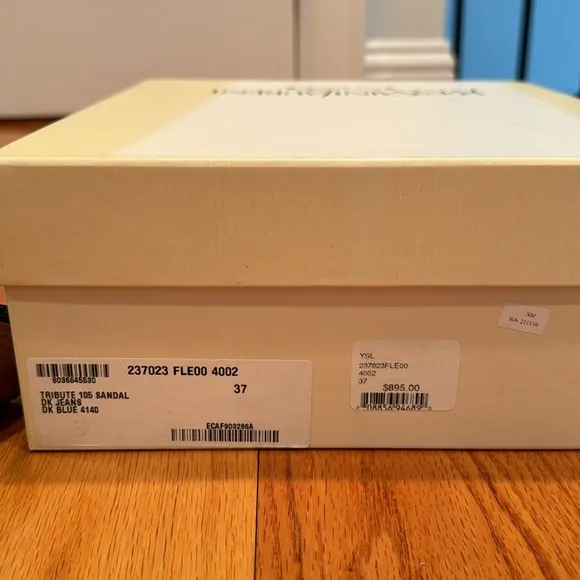 237023 FLE00 4002
6036645530
37
TRIBUTE 105 SANDAL
DK JEANS
DK BLUE 4140
ECAF903286A
YSL
237023FLE00
4002
37
$895.00